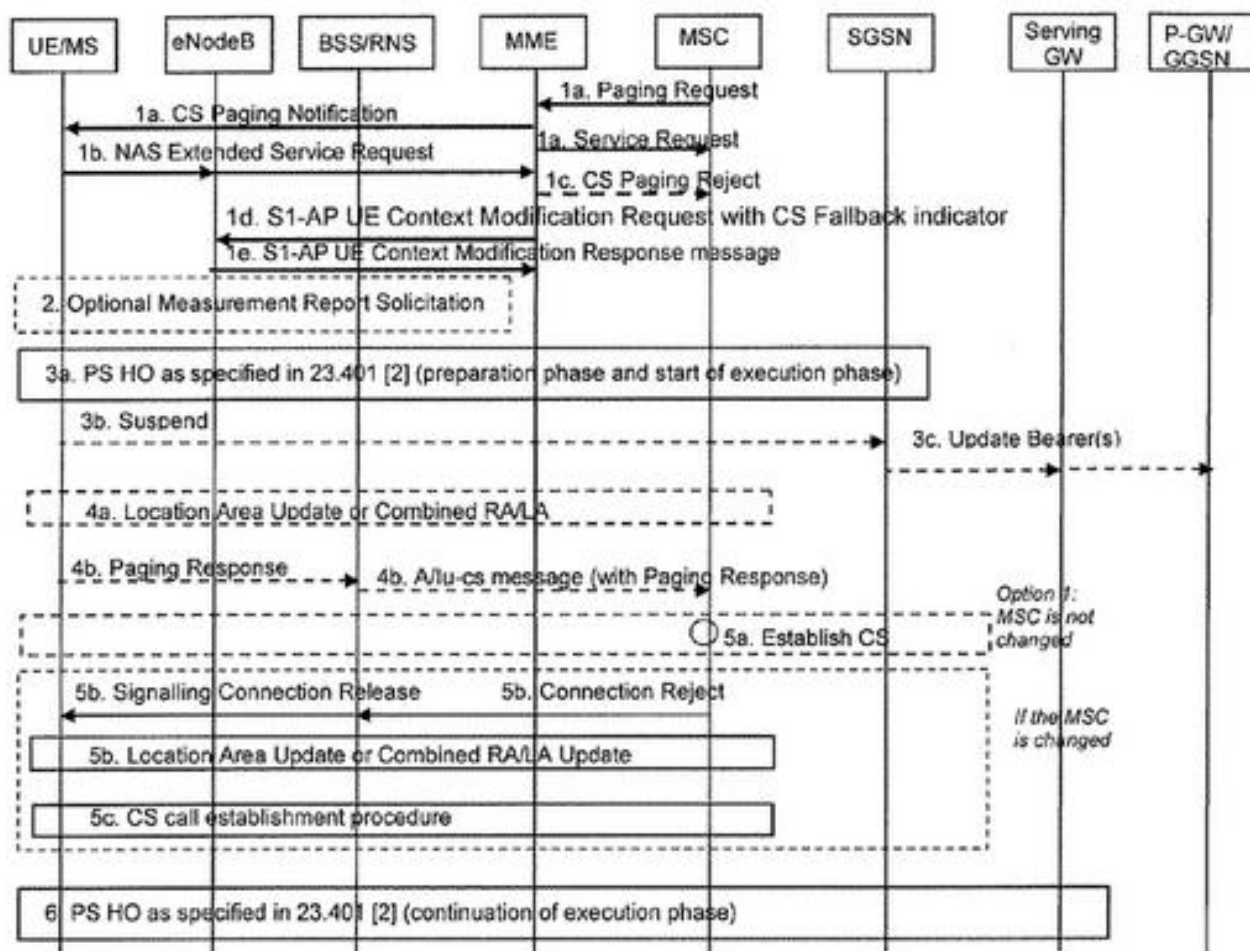 UE/MS
eNodeB
BSS/RNS
MME
MSC
SGSN
Serving
GW
P-GW/
GGSN
1a. Paging Request
1a. CS Paging Notification
1a. Service Request
1b. NAS Extended Service Request
1c. CS Paging Reject
1d. S1-AP UE Context Modification Request with CS Fallback indicator
1e. S1-AP UE Context Modification Response message
2. Optional Measurement Report Solicitation
3a. PS HO as specified in 23.401 [2] (preparation phase and start of execution phase)
3b. Suspend
3c. Update Bearer(s)
4a. Location Area Update or Combined RA/LA
4b. Paging Response
4b. A/Iu-cs message (with Paging Response)
Option 1:
MSC is not
changed
5a. Establish CS
5b. Signalling Connection Release
5b. Connection Reject
If the MSC
is changed
5b. Location Area Update or Combined RA/LA Update
5c. CS call establishment procedure
6. PS HO as specified in 23.401 [2] (continuation of execution phase)